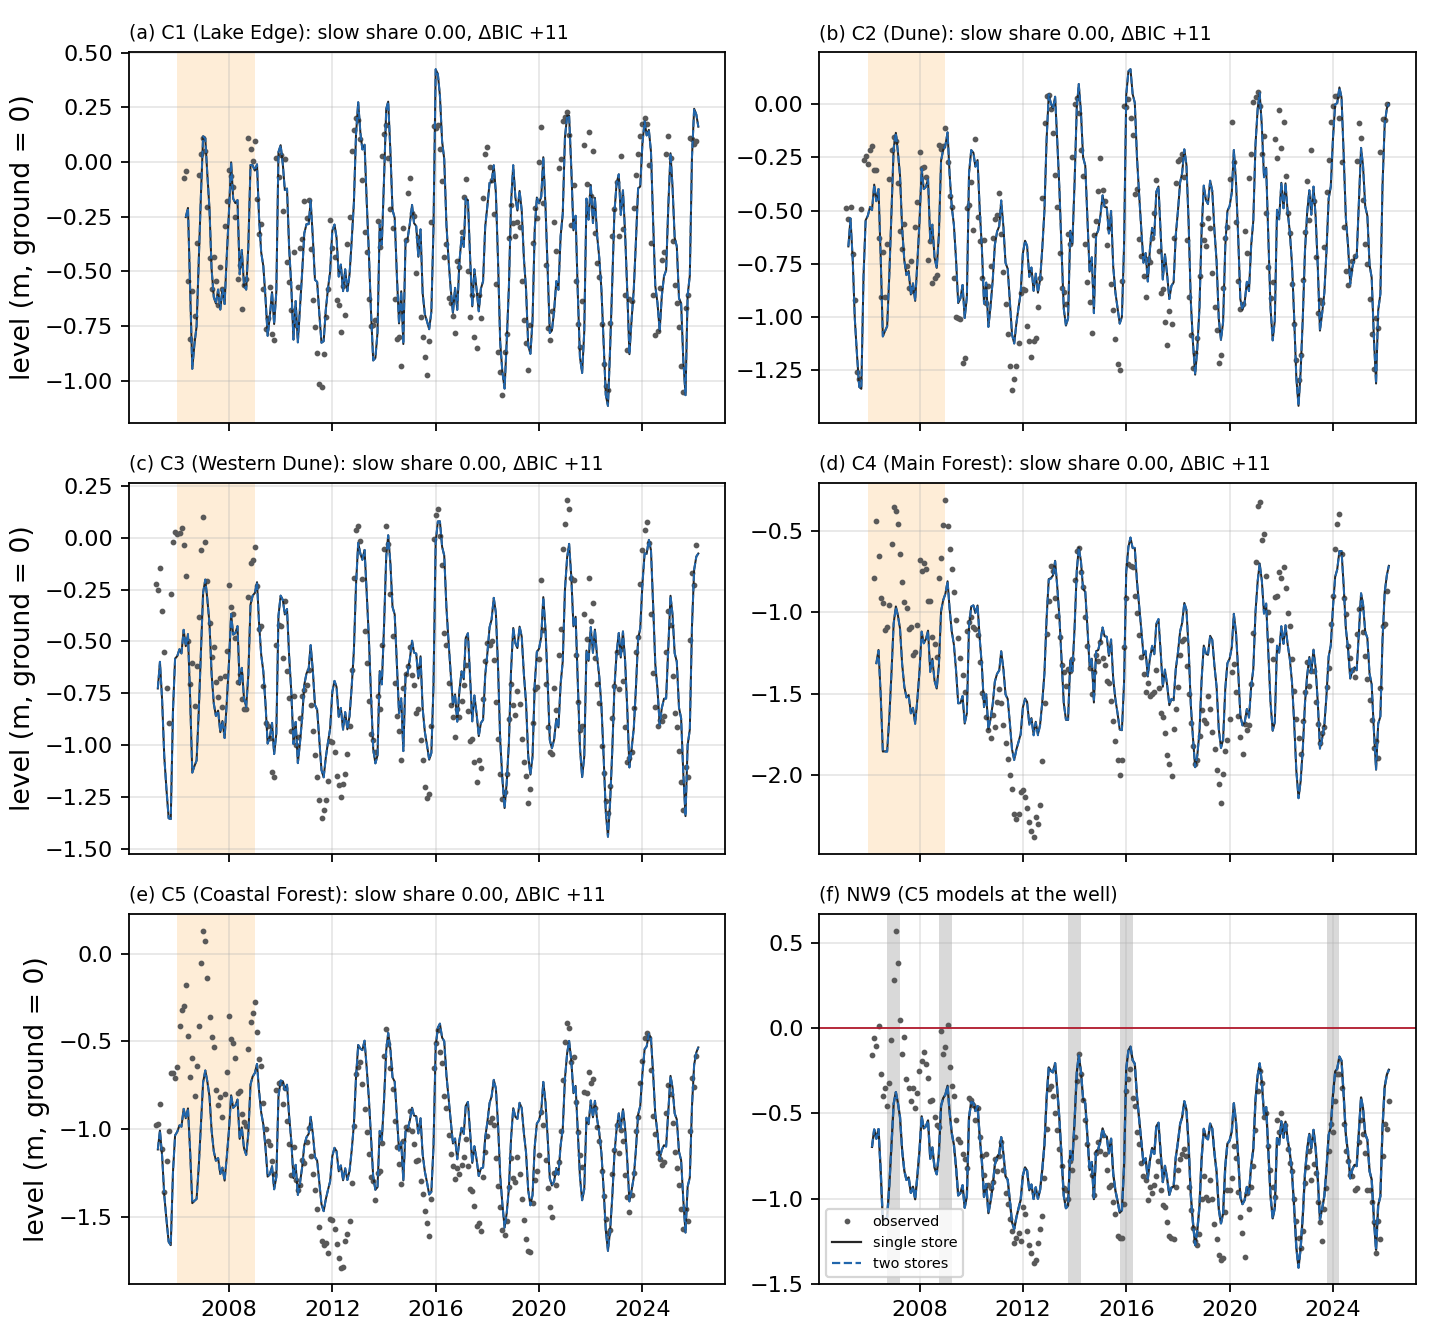 (a) C1 (Lake Edge): slow share 0.00, ΔBIC +11
(b) C2 (Dune): slow share 0.00, ΔBIC +11
level (m, ground = 0)
0.50
0.25
0.00
−0.25
−0.50
−0.75
−1.00
0.00
−0.25
−0.50
−0.75
−1.00
−1.25
(c) C3 (Western Dune): slow share 0.00, ΔBIC +11
(d) C4 (Main Forest): slow share 0.00, ΔBIC +11
level (m, ground = 0)
0.25
0.00
−0.25
−0.50
−0.75
−1.00
−1.25
−1.50
−0.5
−1.0
−1.5
−2.0
(e) C5 (Coastal Forest): slow share 0.00, ΔBIC +11
(f) NW9 (C5 models at the well)
level (m, ground = 0)
0.0
−0.5
−1.0
−1.5
0.5
0.0
−0.5
−1.0
−1.5
observed
single store
two stores
2008 2012 2016 2020 2024
2008 2012 2016 2020 2024